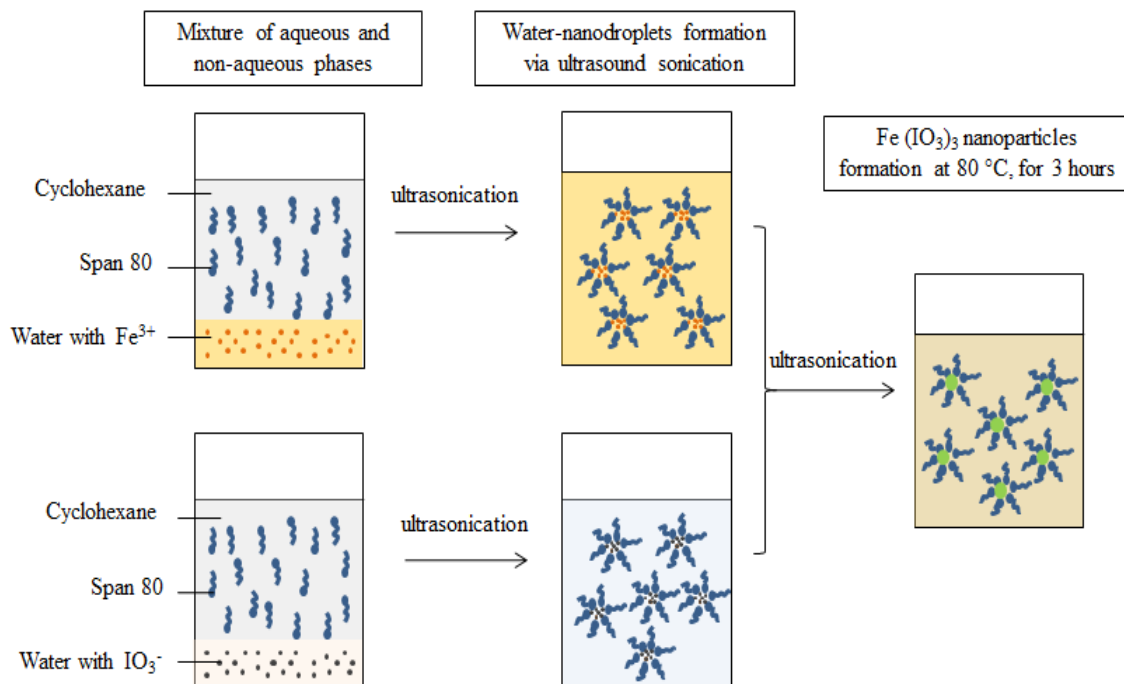 Mixture of aqueous and
non-aqueous phases
Water-nanodroplets formation
via ultrasound sonication
Fe (IO₃)₃ nanoparticles
formation at 80 °C, for 3 hours
Cyclohexane
ultrasonication
Span 80
Water with Fe³⁺
ultrasonication
Cyclohexane
ultrasonication
Span 80
Water with IO₃⁻